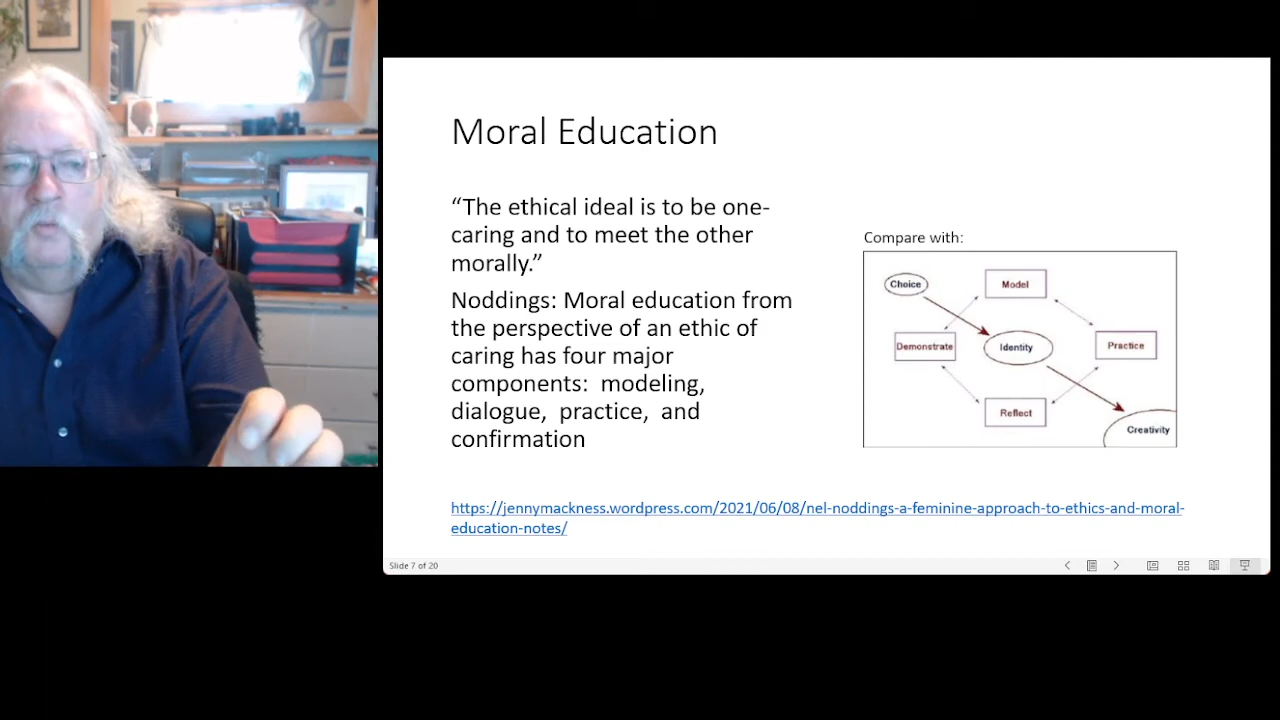 Moral Education
“The ethical ideal is to be one-
caring and to meet the other
morally.”
Noddings: Moral education from
the perspective of an ethic of
caring has four major
components:  modeling,
dialogue,  practice,  and
confirmation
Compare with:
Choice
Model
Demonstrate
Identity
Practice
Reflect
Creativity
https://jennymackness.wordpress.com/2021/06/08/nel-noddings-a-feminine-approach-to-ethics-and-moral-
education-notes/
Slide 7 of 20